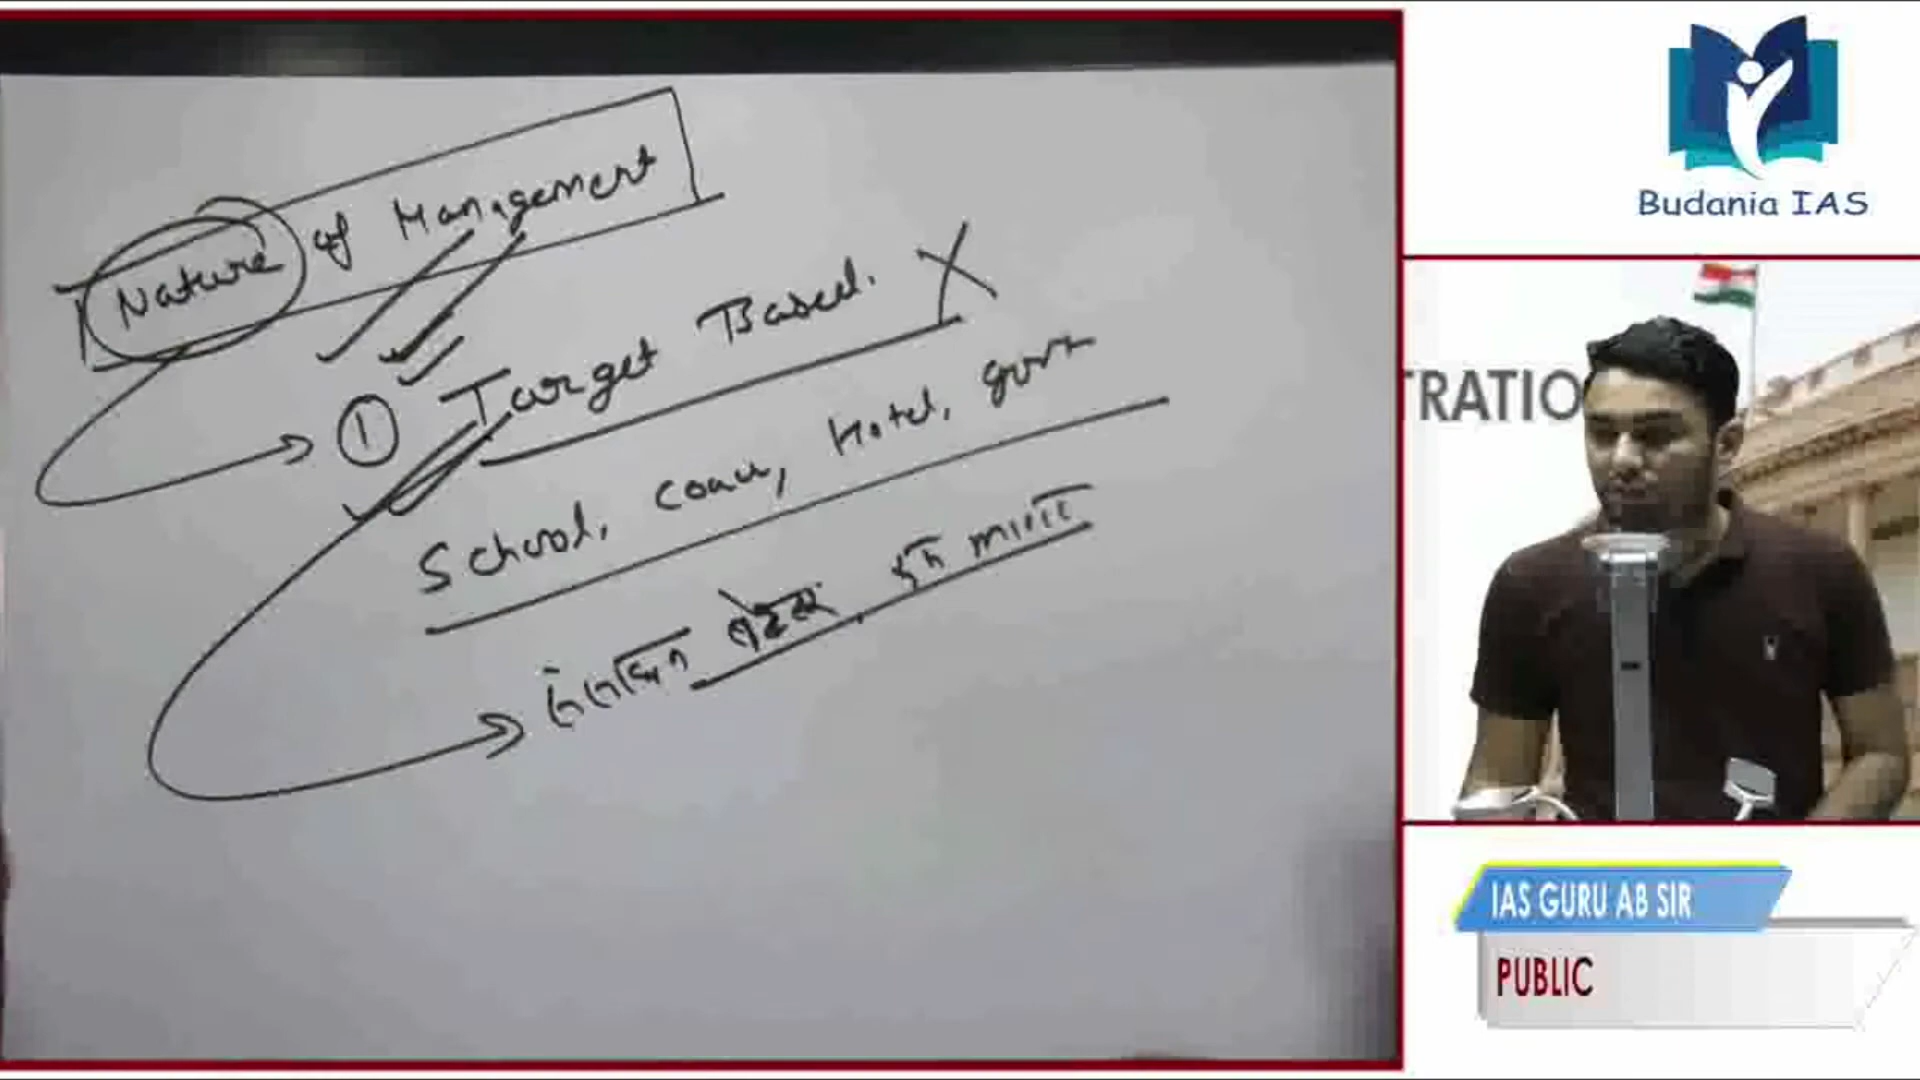 Nature of Management
① Target Based.
School, Coach, Hotel, govt
Budania IAS
TRATIO
IAS GURU AB SIR
PUBLIC